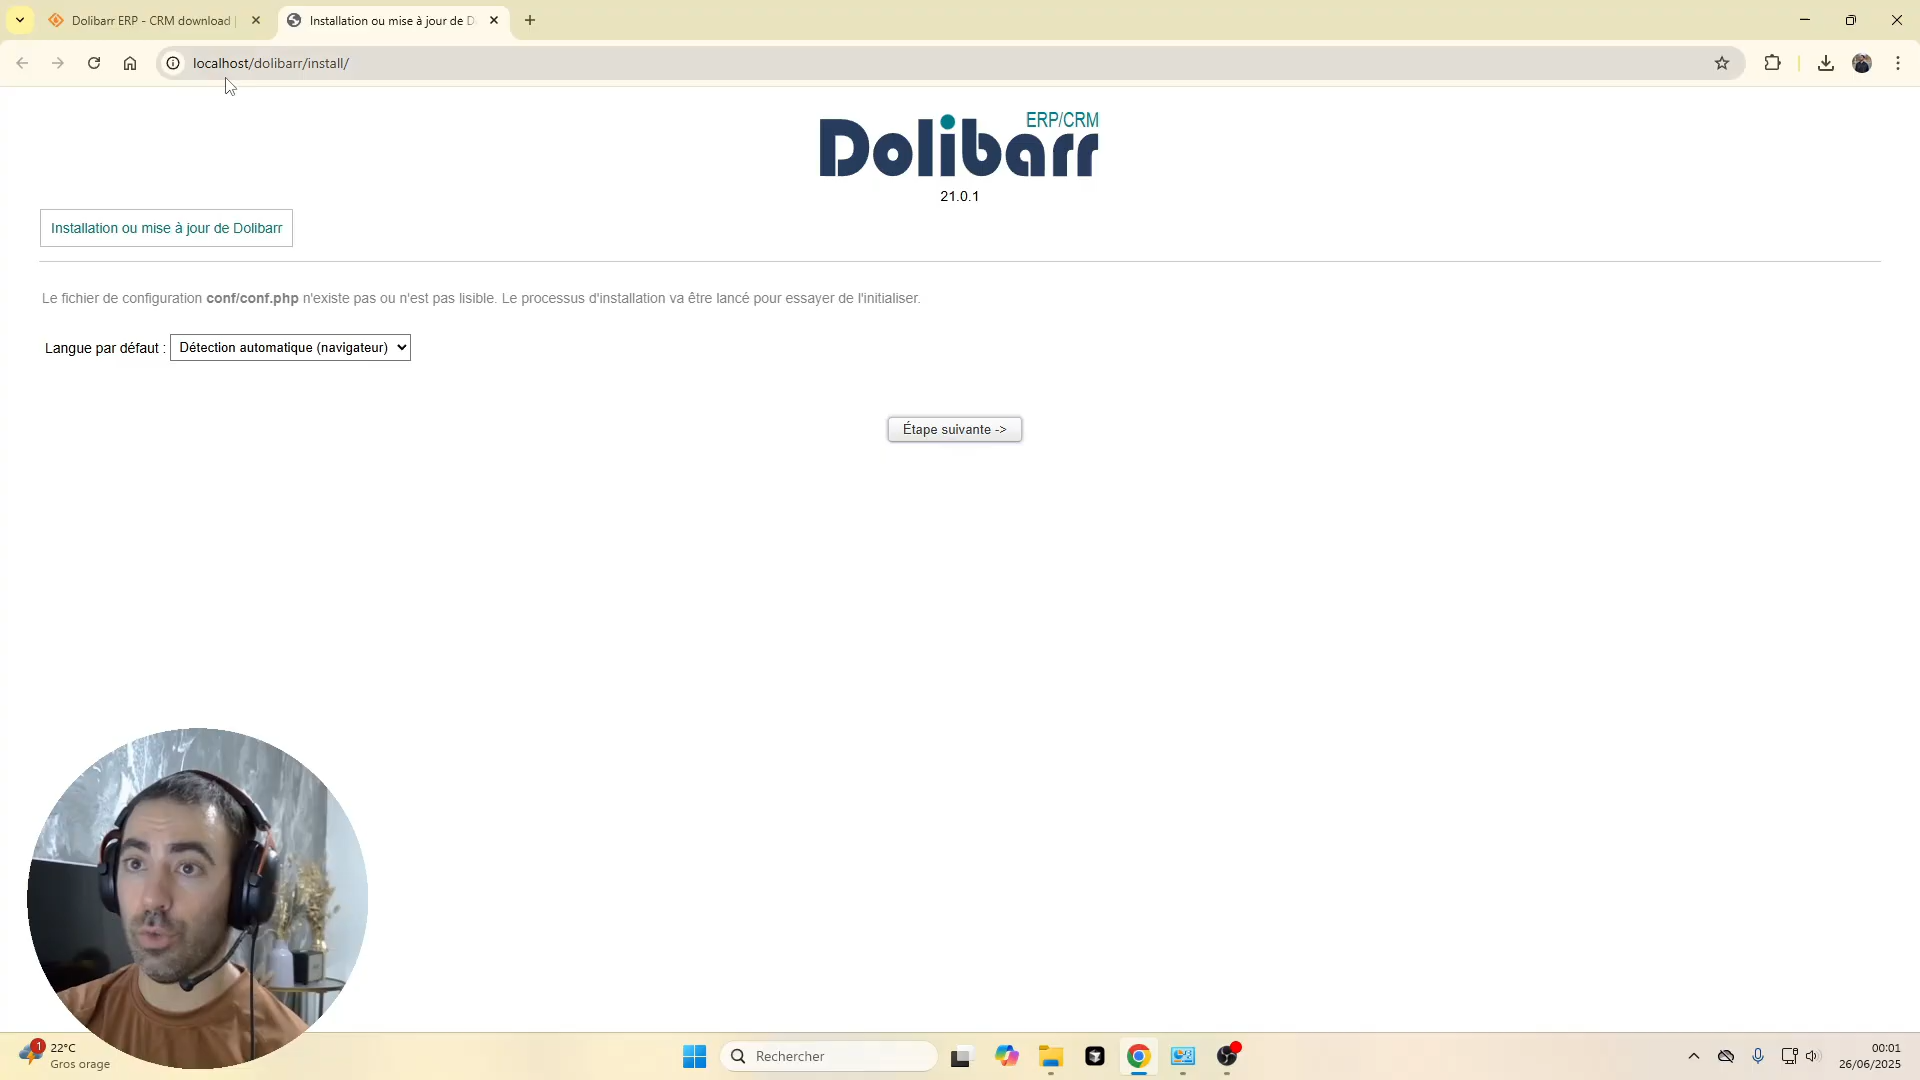 Dolibarr ERP - CRM download |
Installation ou mise à jour de D
localhost/dolibarr/install/
Dolibarr ERP/CRM
21.0.1
Installation ou mise à jour de Dolibarr
Le fichier de configuration conf/conf.php n'existe pas ou n'est pas lisible. Le processus d'installation va être lancé pour essayer de l'initialiser.
Langue par défaut : Détection automatique (navigateur)
Étape suivante ->
1
22°C
Gros orage
Rechercher
00:01
26/06/2025